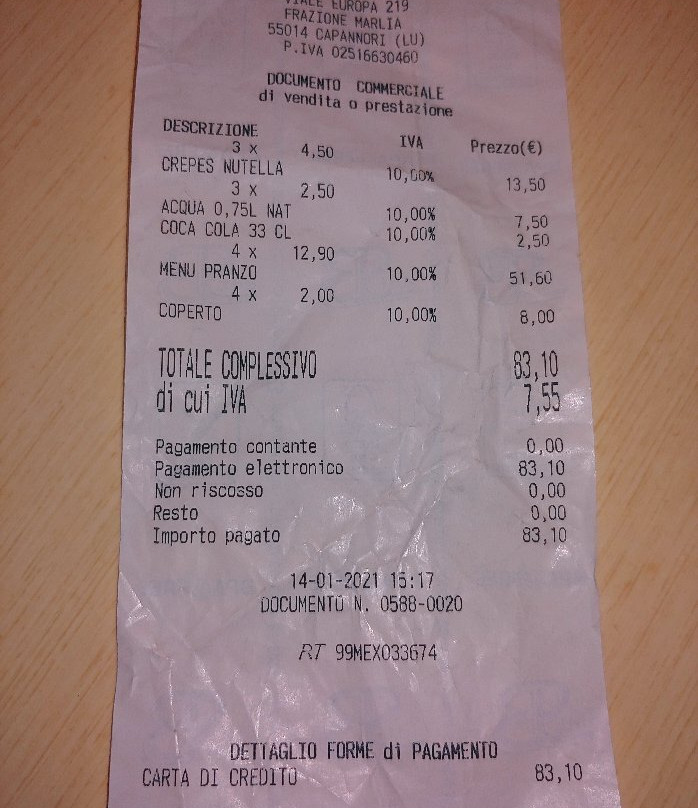 VIALE EUROPA 219
FRAZIONE MARLIA
55014 CAPANNORI (LU)
P.IVA 02516630460
DOCUMENTO COMMERCIALE
di vendita o prestazione
DESCRIZIONE IVA Prezzo(€)
3 x 4,50
CREPES NUTELLA 10,00% 13,50
3 x 2,50
ACQUA 0,75L NAT 10,00% 7,50
COCA COLA 33 CL 10,00% 2,50
4 x 12,90
MENU PRANZO 10,00% 51,60
4 x 2,00
COPERTO 10,00% 8,00
TOTALE COMPLESSIVO 83,10
di cui IVA 7,55
Pagamento contante 0,00
Pagamento elettronico 83,10
Non riscosso 0,00
Resto 0,00
Importo pagato 83,10
14-01-2021 15:17
DOCUMENTO N. 0588-0020
RT 99MEX033674
DETTAGLIO FORME di PAGAMENTO
CARTA DI CREDITO 83,10